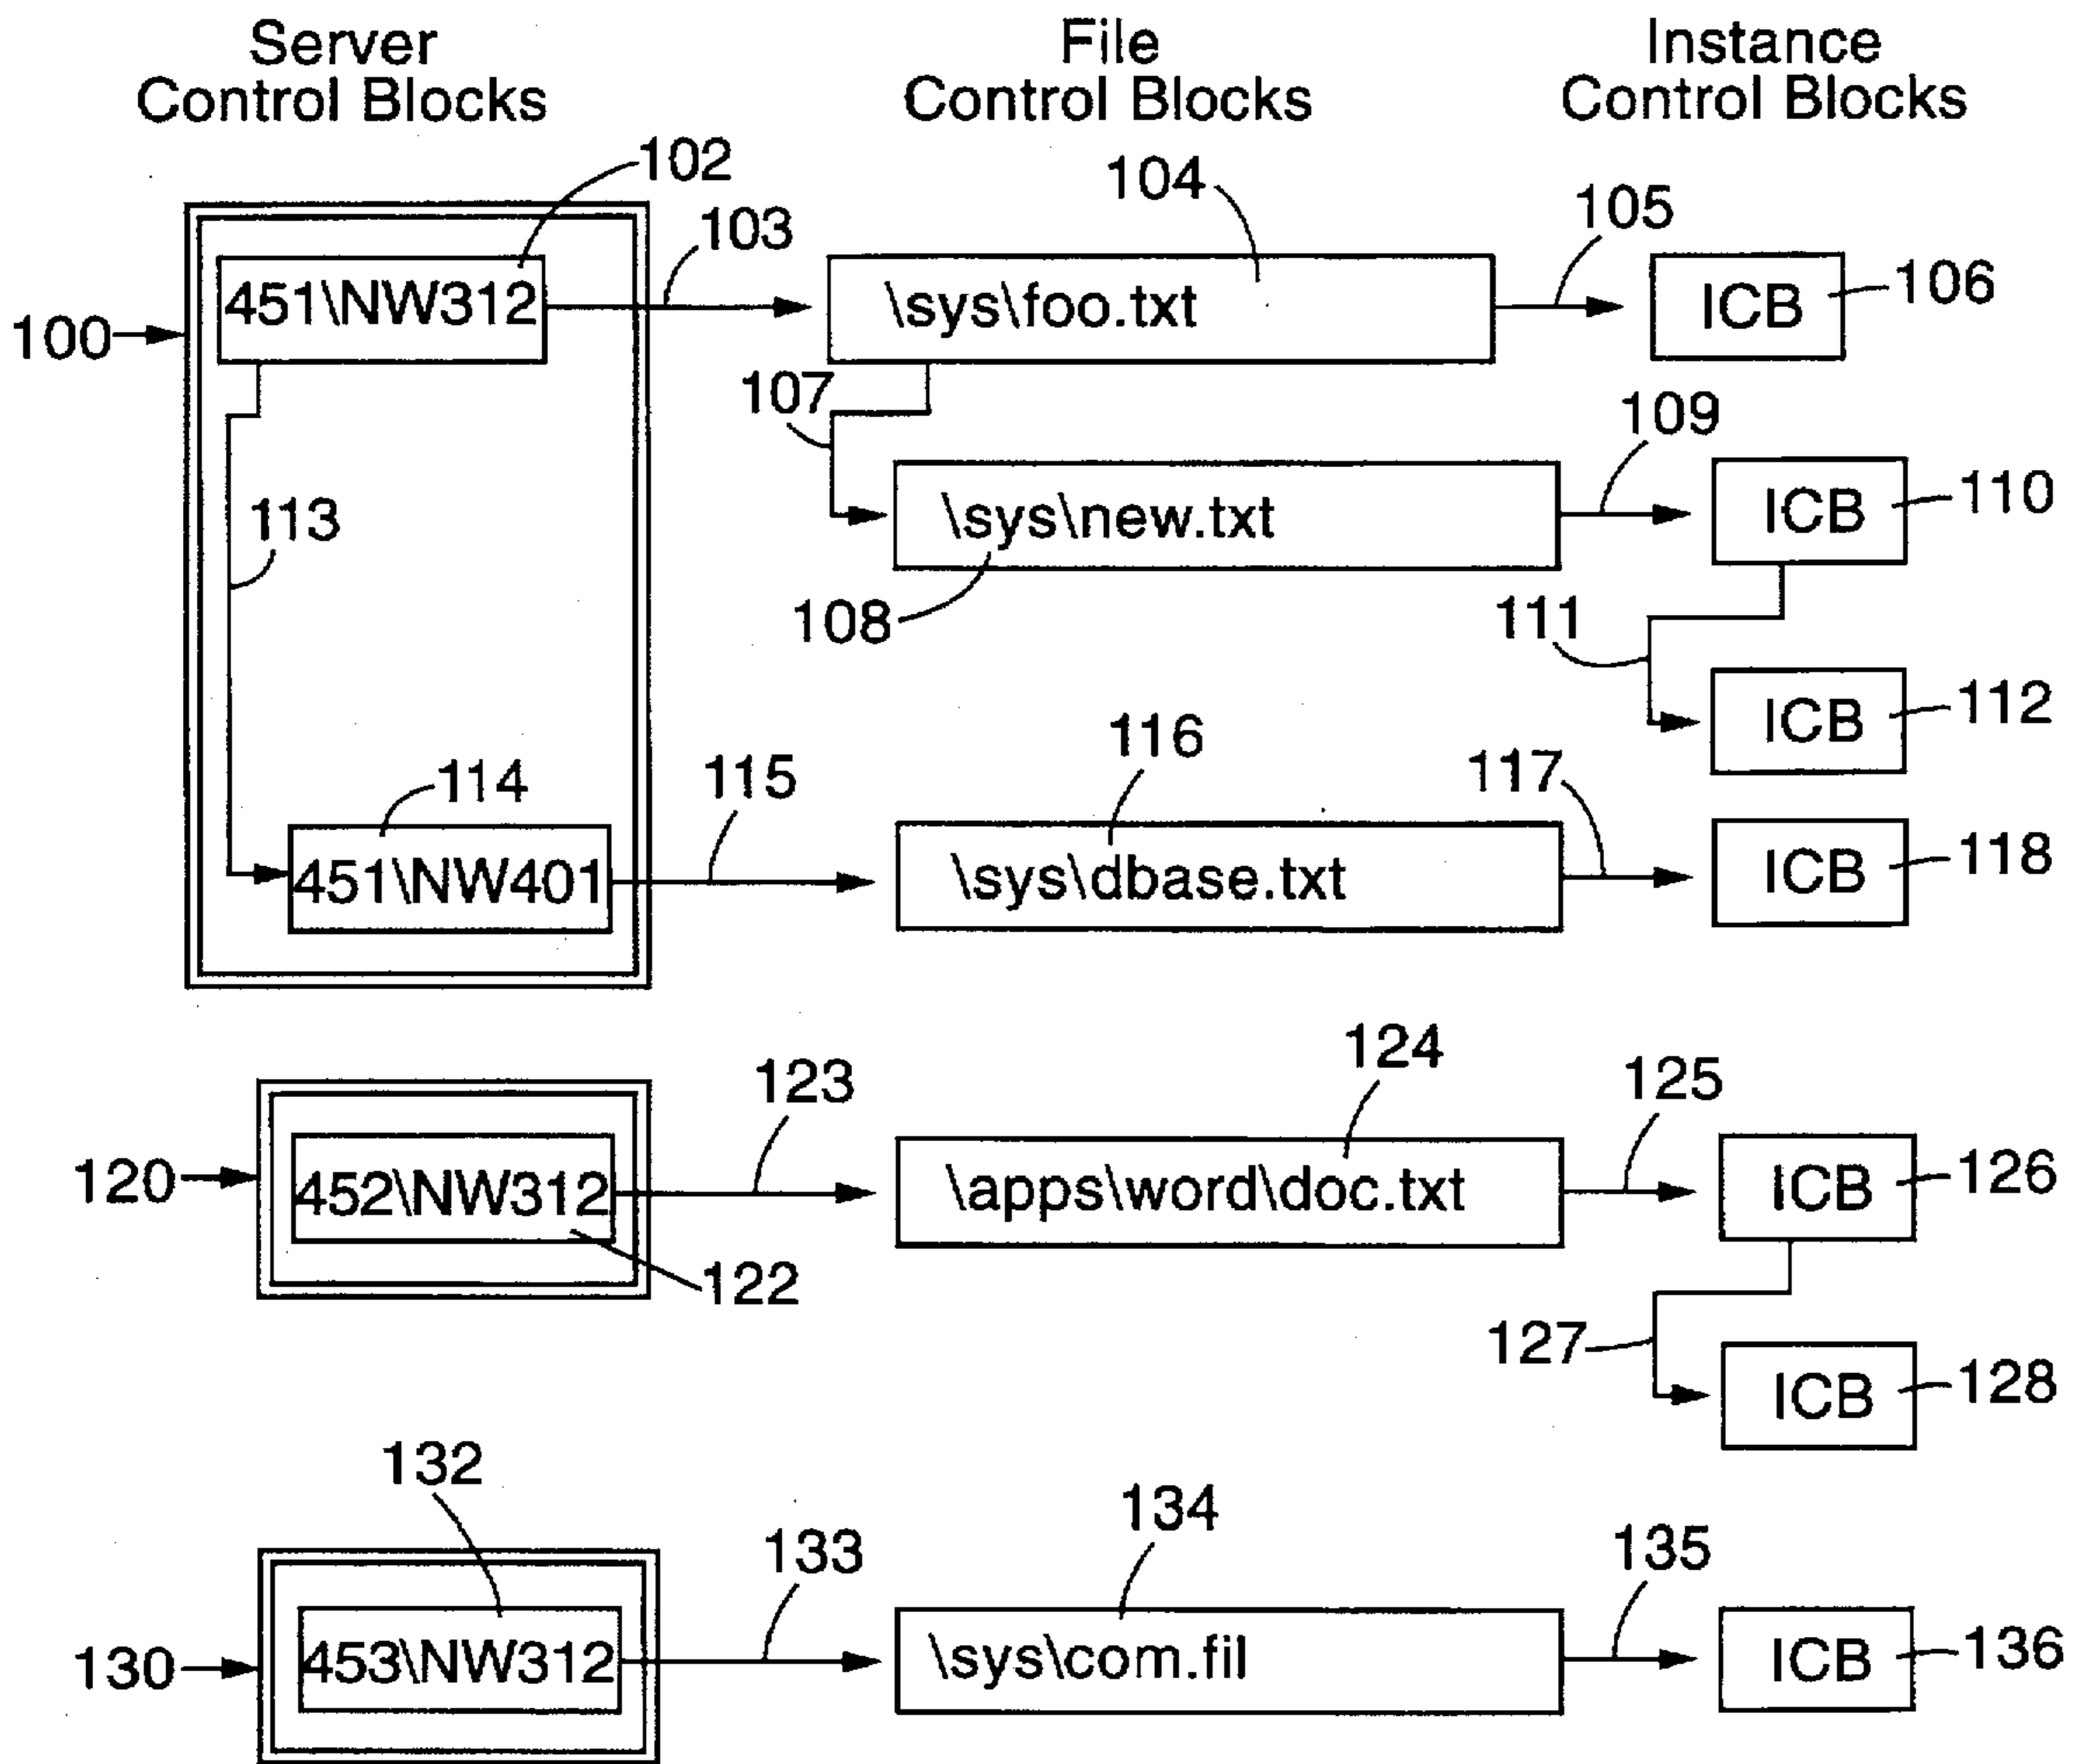 Server
Control Blocks
File
Control Blocks
Instance
Control Blocks
102
103
104
105
100
451\NW312
\sys\foo.txt
ICB
106
107
109
113
\sys\new.txt
ICB
110
108
111
ICB
112
114
115
116
117
451\NW401
\sys\dbase.txt
ICB
118
123
124
125
120
452\NW312
\apps\word\doc.txt
ICB
126
122
127
ICB
128
132
133
134
135
130
453\NW312
\sys\com.fil
ICB
136